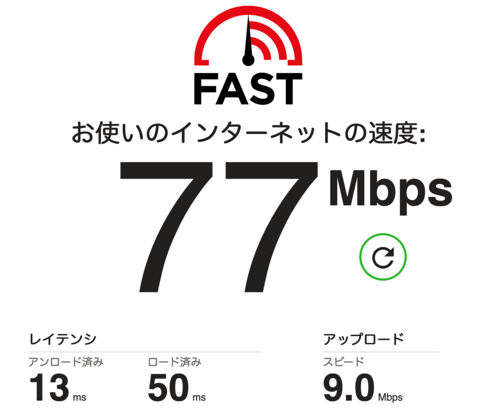 FAST
お使いのインターネットの速度:
77 Mbps
レイテンシ アップロード
アンロード済み ロード済み スピード
13 ms 50 ms 9.0 Mbps